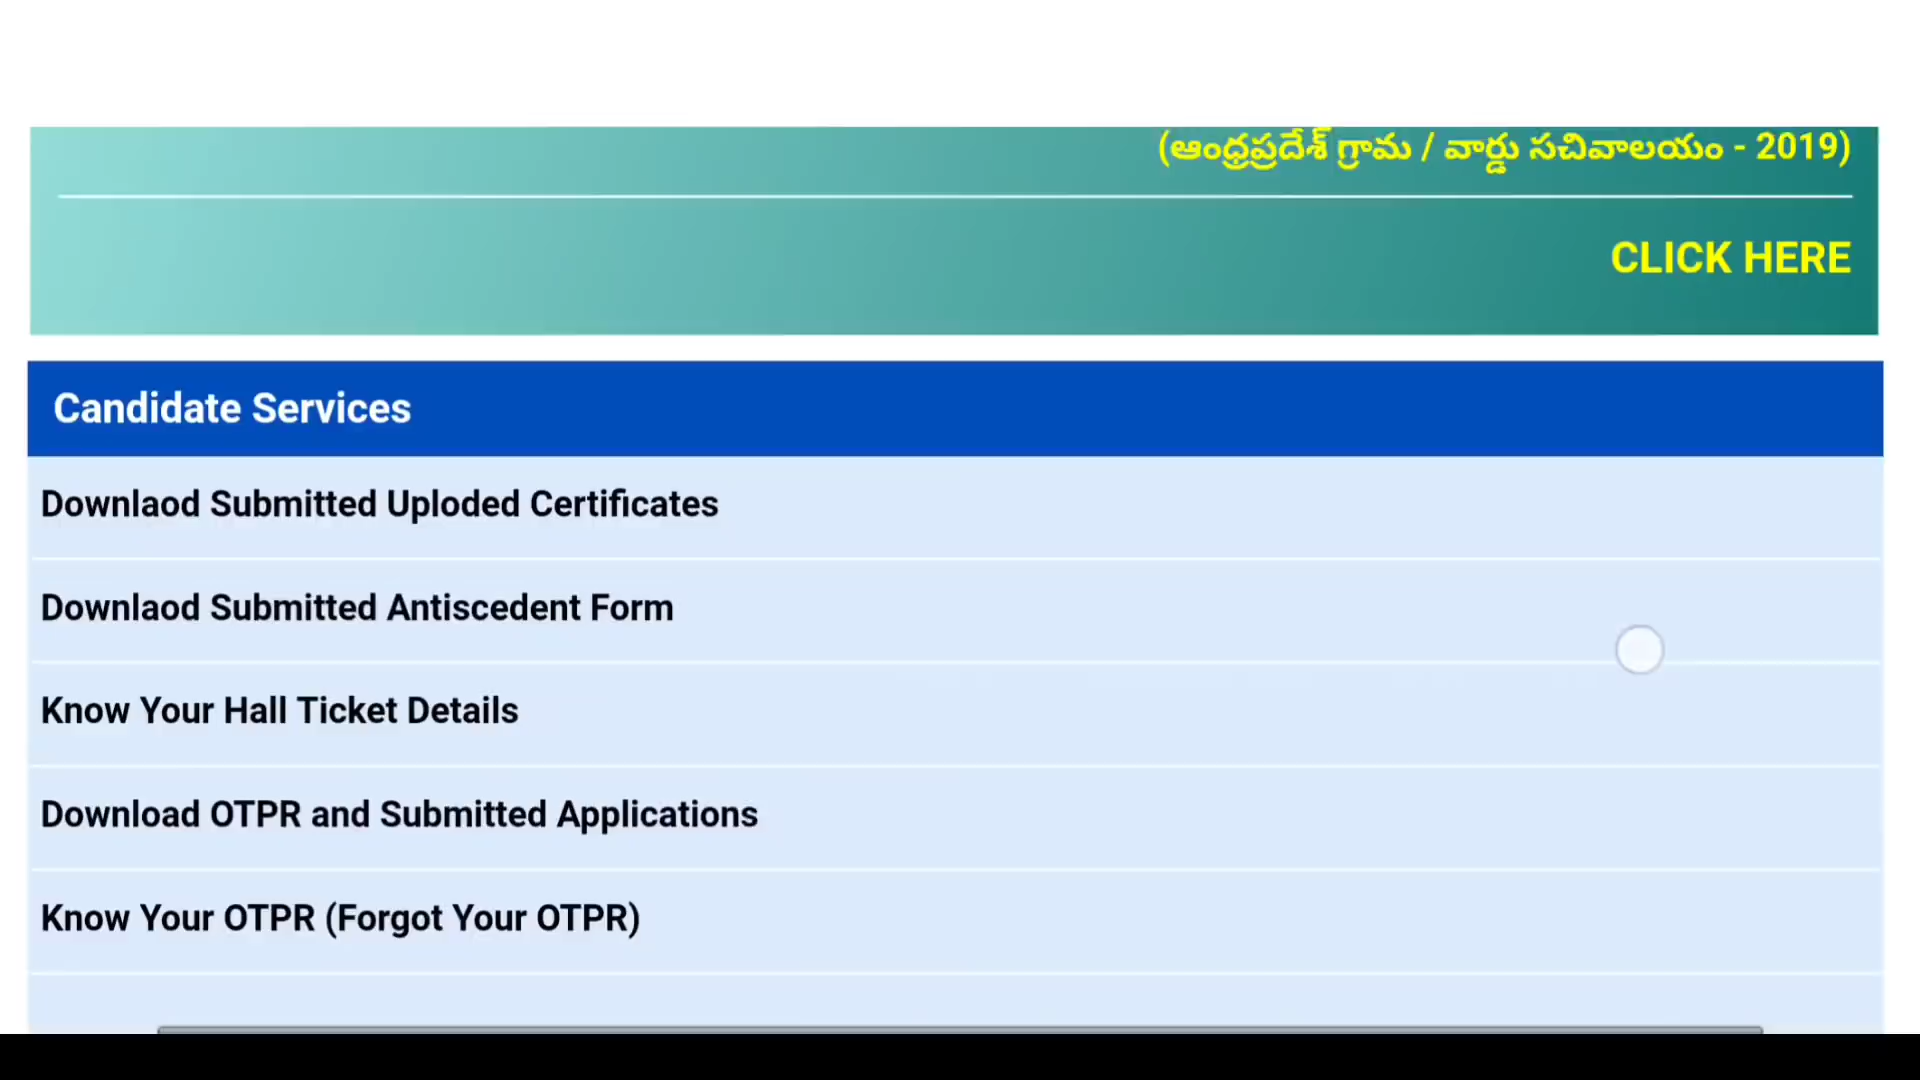 (ఆంధ్రప్రదేశ్ గ్రామ / వార్డు సచివాలయం - 2019)
CLICK HERE
Candidate Services
Downlaod Submitted Uploded Certificates
Downlaod Submitted Antiscedent Form
Know Your Hall Ticket Details
Download OTPR and Submitted Applications
Know Your OTPR (Forgot Your OTPR)